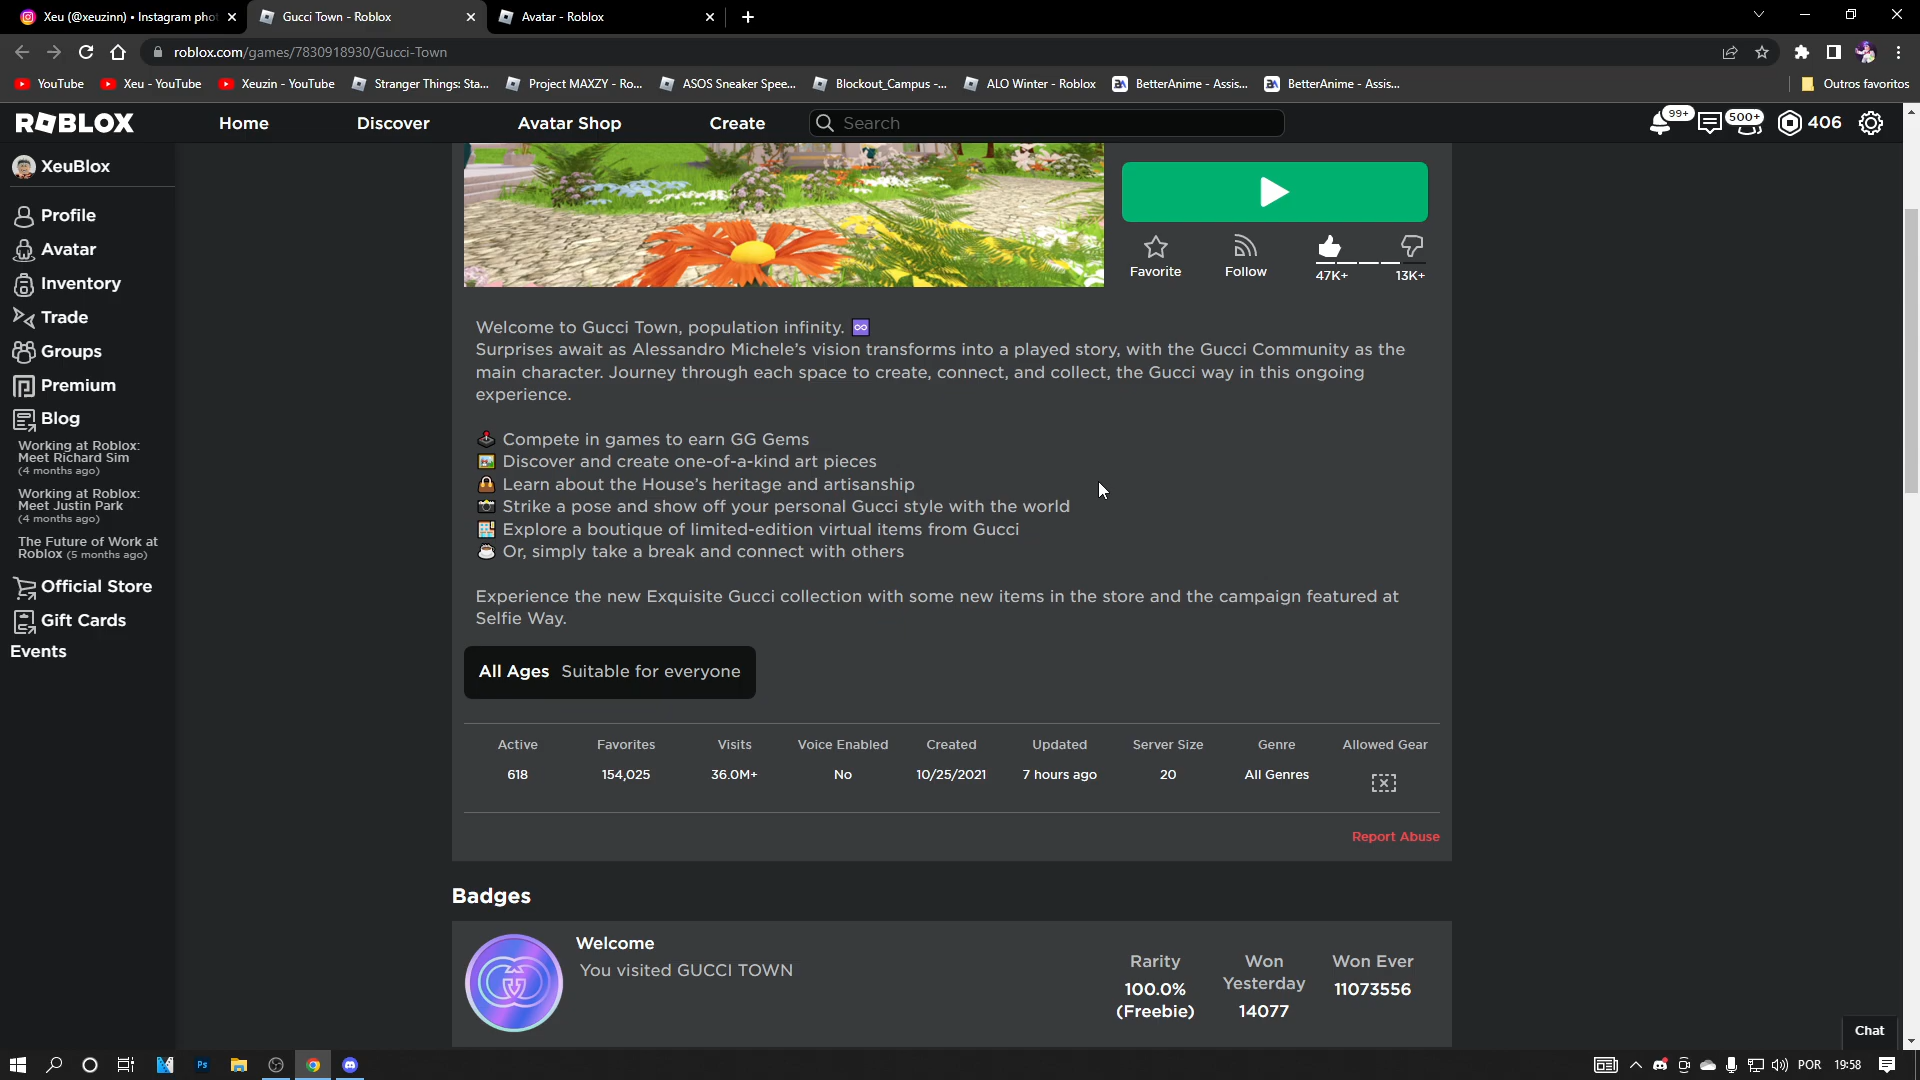 Xeu (@xeuzinn) • Instagram phot
Gucci Town - Roblox
Avatar - Roblox
roblox.com/games/7830918930/Gucci-Town
YouTube
Xeu - YouTube
Xeuzin - YouTube
Stranger Things: Sta...
Project MAXZY - Ro...
ASOS Sneaker Spee...
Blockout_Campus -...
ALO Winter - Roblox
BetterAnime - Assis...
BetterAnime - Assis...
Outros favoritos
ROBLOX
Home
Discover
Avatar Shop
Create
Search
99+
500+
406
XeuBlox
Profile
Avatar
Inventory
Trade
Groups
Premium
Blog
Working at Roblox:
Meet Richard Sim
(4 months ago)
Working at Roblox:
Meet Justin Park
(4 months ago)
The Future of Work at
Roblox (5 months ago)
Official Store
Gift Cards
Events
Favorite
Follow
47K+
13K+
Welcome to Gucci Town, population infinity. ♾️
Surprises await as Alessandro Michele's vision transforms into a played story, with the Gucci Community as the
main character. Journey through each space to create, connect, and collect, the Gucci way in this ongoing
experience.
🕹️ Compete in games to earn GG Gems
🖼️ Discover and create one-of-a-kind art pieces
👜 Learn about the House's heritage and artisanship
📸 Strike a pose and show off your personal Gucci style with the world
🏪 Explore a boutique of limited-edition virtual items from Gucci
☕ Or, simply take a break and connect with others
Experience the new Exquisite Gucci collection with some new items in the store and the campaign featured at
Selfie Way.
All Ages Suitable for everyone
Active
Favorites
Visits
Voice Enabled
Created
Updated
Server Size
Genre
Allowed Gear
618
154,025
36.0M+
No
10/25/2021
7 hours ago
20
All Genres
Report Abuse
Badges
Welcome
You visited GUCCI TOWN
Rarity
100.0%
(Freebie)
Won
Yesterday
14077
Won Ever
11073556
Chat
Ps
POR
19:58